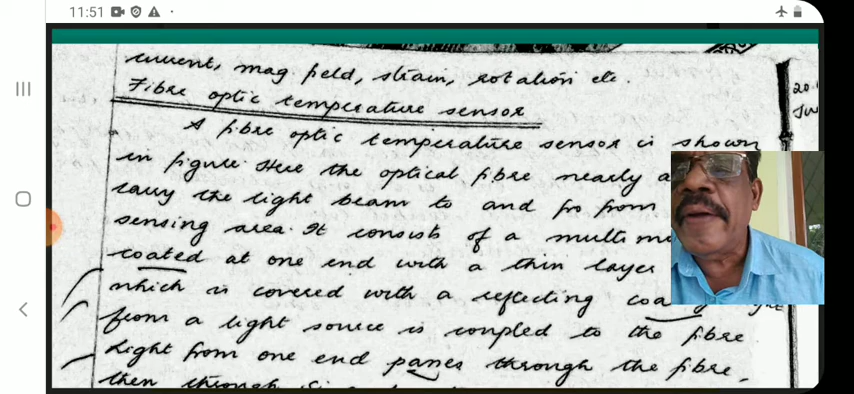 11:51
current, mag. field, strain, rotation etc.
Fibre optic temperature sensor
A fibre optic temperature sensor is shown
in figure. Here the optical fibre nearly
carry the light beam to and fro from
sensing area. It consists of a multi
coated at one end with a thin layer
which is covered with a reflecting
from a light source is coupled to the fibre
Light from one end passes through the fibre,
then through
20